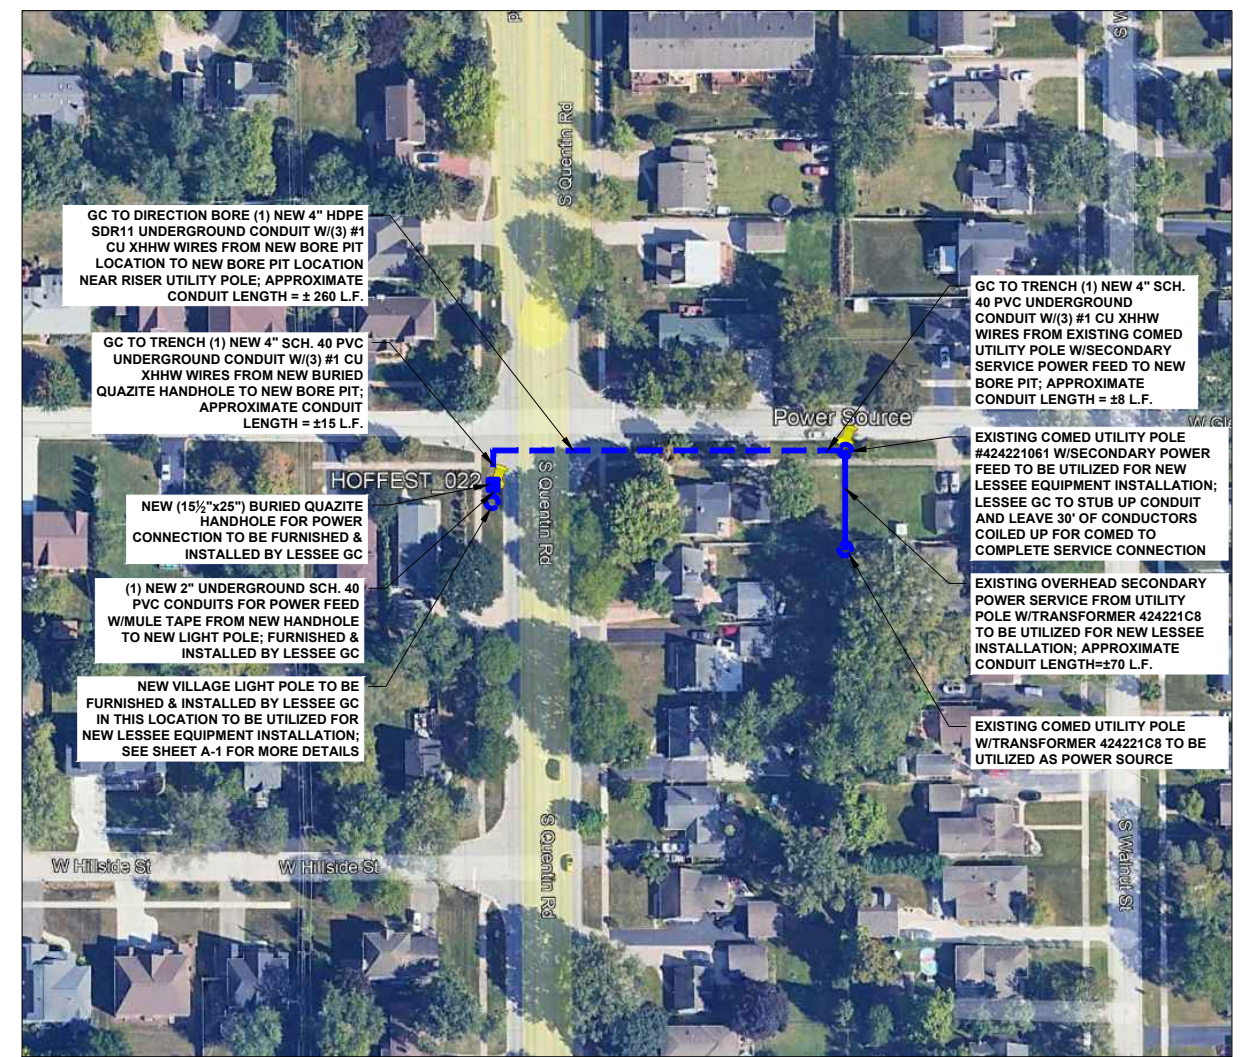 Rd
S W
S Quentin Rd
GC TO DIRECTION BORE (1) NEW 4" HDPE
SDR11 UNDERGROUND CONDUIT W/(3) #1
CU XHHW WIRES FROM NEW BORE PIT
LOCATION TO NEW BORE PIT LOCATION
NEAR RISER UTILITY POLE; APPROXIMATE
CONDUIT LENGTH = ± 260 L.F.
GC TO TRENCH (1) NEW 4" SCH. 40 PVC
UNDERGROUND CONDUIT W/(3) #1 CU
XHHW WIRES FROM NEW BURIED
QUAZITE HANDHOLE TO NEW BORE PIT;
APPROXIMATE CONDUIT
LENGTH = ±15 L.F.
GC TO TRENCH (1) NEW 4" SCH.
40 PVC UNDERGROUND
CONDUIT W/(3) #1 CU XHHW
WIRES FROM EXISTING COMED
UTILITY POLE W/SECONDARY
SERVICE POWER FEED TO NEW
BORE PIT; APPROXIMATE
CONDUIT LENGTH = ±8 L.F.
Power Source
HOFFEST_022
S Quentin Rd
NEW (15½"x25") BURIED QUAZITE
HANDHOLE FOR POWER
CONNECTION TO BE FURNISHED &
INSTALLED BY LESSEE GC
EXISTING COMED UTILITY POLE
#424221061 W/SECONDARY POWER
FEED TO BE UTILIZED FOR NEW
LESSEE EQUIPMENT INSTALLATION;
LESSEE GC TO STUB UP CONDUIT
AND LEAVE 30' OF CONDUCTORS
COILED UP FOR COMED TO
COMPLETE SERVICE CONNECTION
(1) NEW 2" UNDERGROUND SCH. 40
PVC CONDUITS FOR POWER FEED
W/MULE TAPE FROM NEW HANDHOLE
TO NEW LIGHT POLE; FURNISHED &
INSTALLED BY LESSEE GC
EXISTING OVERHEAD SECONDARY
POWER SERVICE FROM UTILITY
POLE W/TRANSFORMER 424221C8
TO BE UTILIZED FOR NEW LESSEE
INSTALLATION; APPROXIMATE
CONDUIT LENGTH=±70 L.F.
NEW VILLAGE LIGHT POLE TO BE
FURNISHED & INSTALLED BY LESSEE GC
IN THIS LOCATION TO BE UTILIZED FOR
NEW LESSEE EQUIPMENT INSTALLATION;
SEE SHEET A-1 FOR MORE DETAILS
EXISTING COMED UTILITY POLE
W/TRANSFORMER 424221C8 TO BE
UTILIZED AS POWER SOURCE
W Hillside St
W Hillside St
S Quentin Rd
S Walnut St